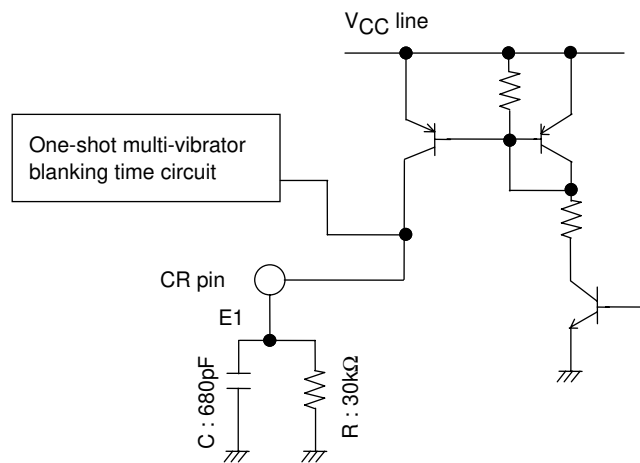 VCC line
One-shot multi-vibrator
blanking time circuit
CR pin
E1
C : 680pF
R : 30kΩ